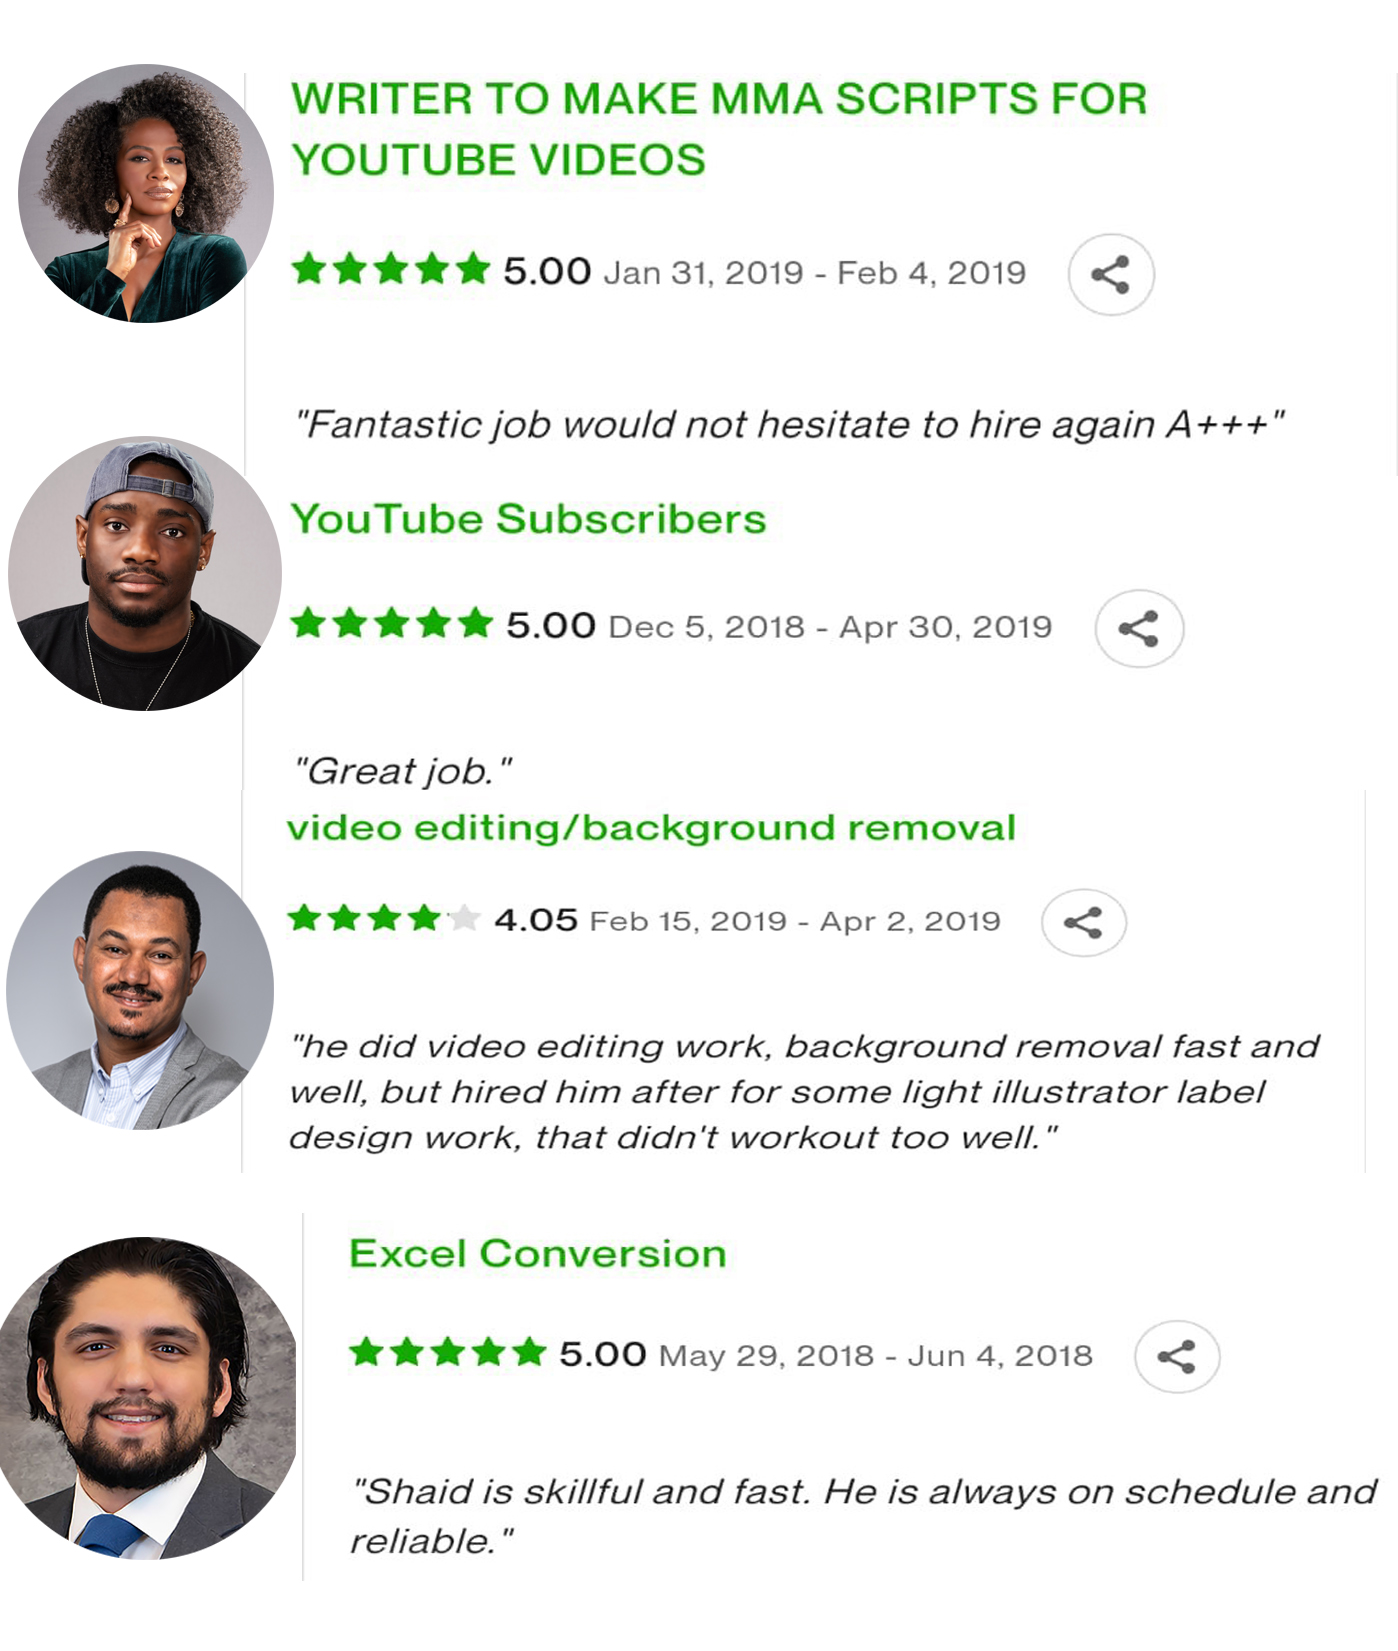 WRITER TO MAKE MMA SCRIPTS FOR
YOUTUBE VIDEOS
5.00 Jan 31, 2019 - Feb 4, 2019
"Fantastic job would not hesitate to hire again A+++"
YouTube Subscribers
5.00 Dec 5, 2018 - Apr 30, 2019
"Great job."
video editing/background removal
4.05 Feb 15, 2019 - Apr 2, 2019
"he did video editing work, background removal fast and
well, but hired him after for some light illustrator label
design work, that didn't workout too well."
Excel Conversion
5.00 May 29, 2018 - Jun 4, 2018
"Shaid is skillful and fast. He is always on schedule and
reliable."